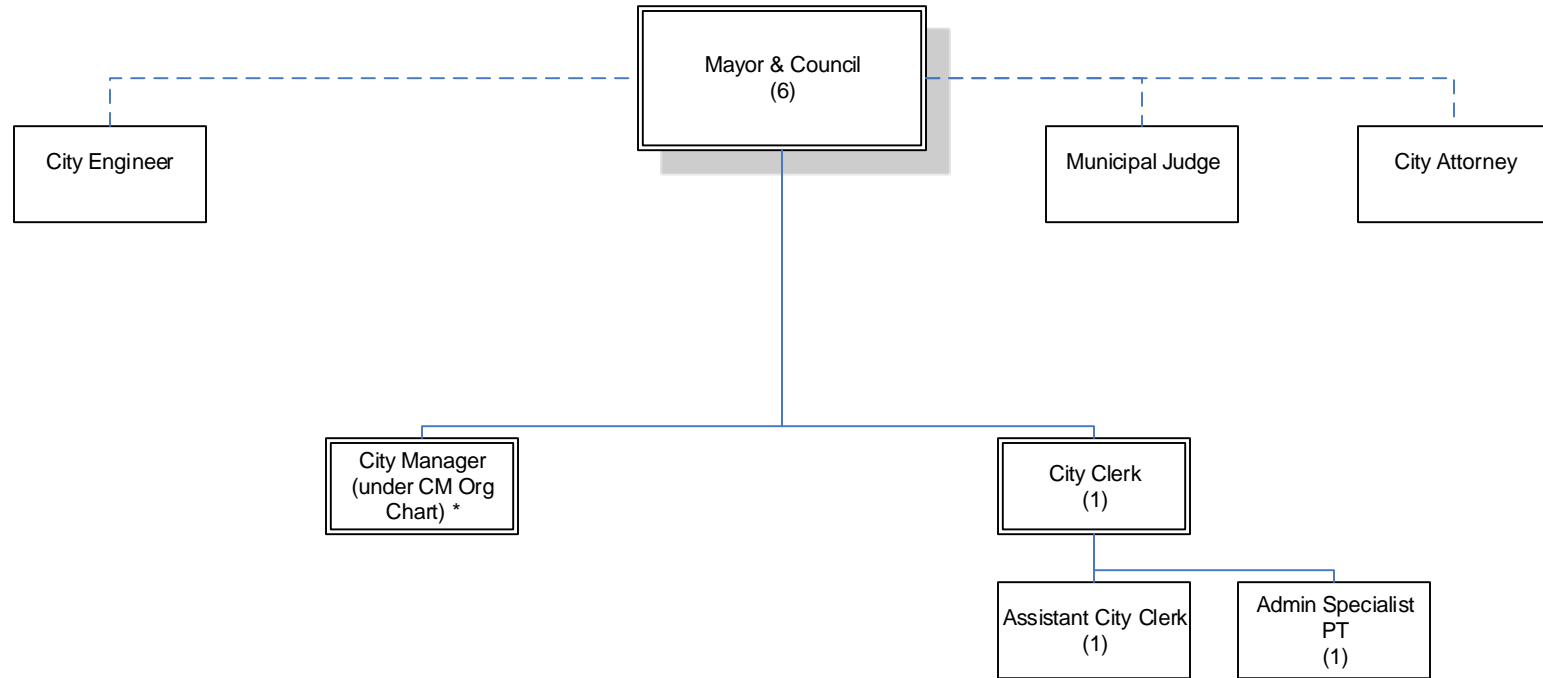 Mayor & Council
(6)
City Engineer
Municipal Judge
City Attorney
City Manager
(under CM Org
Chart) *
City Clerk
(1)
Assistant City Clerk
(1)
Admin Specialist
PT
(1)